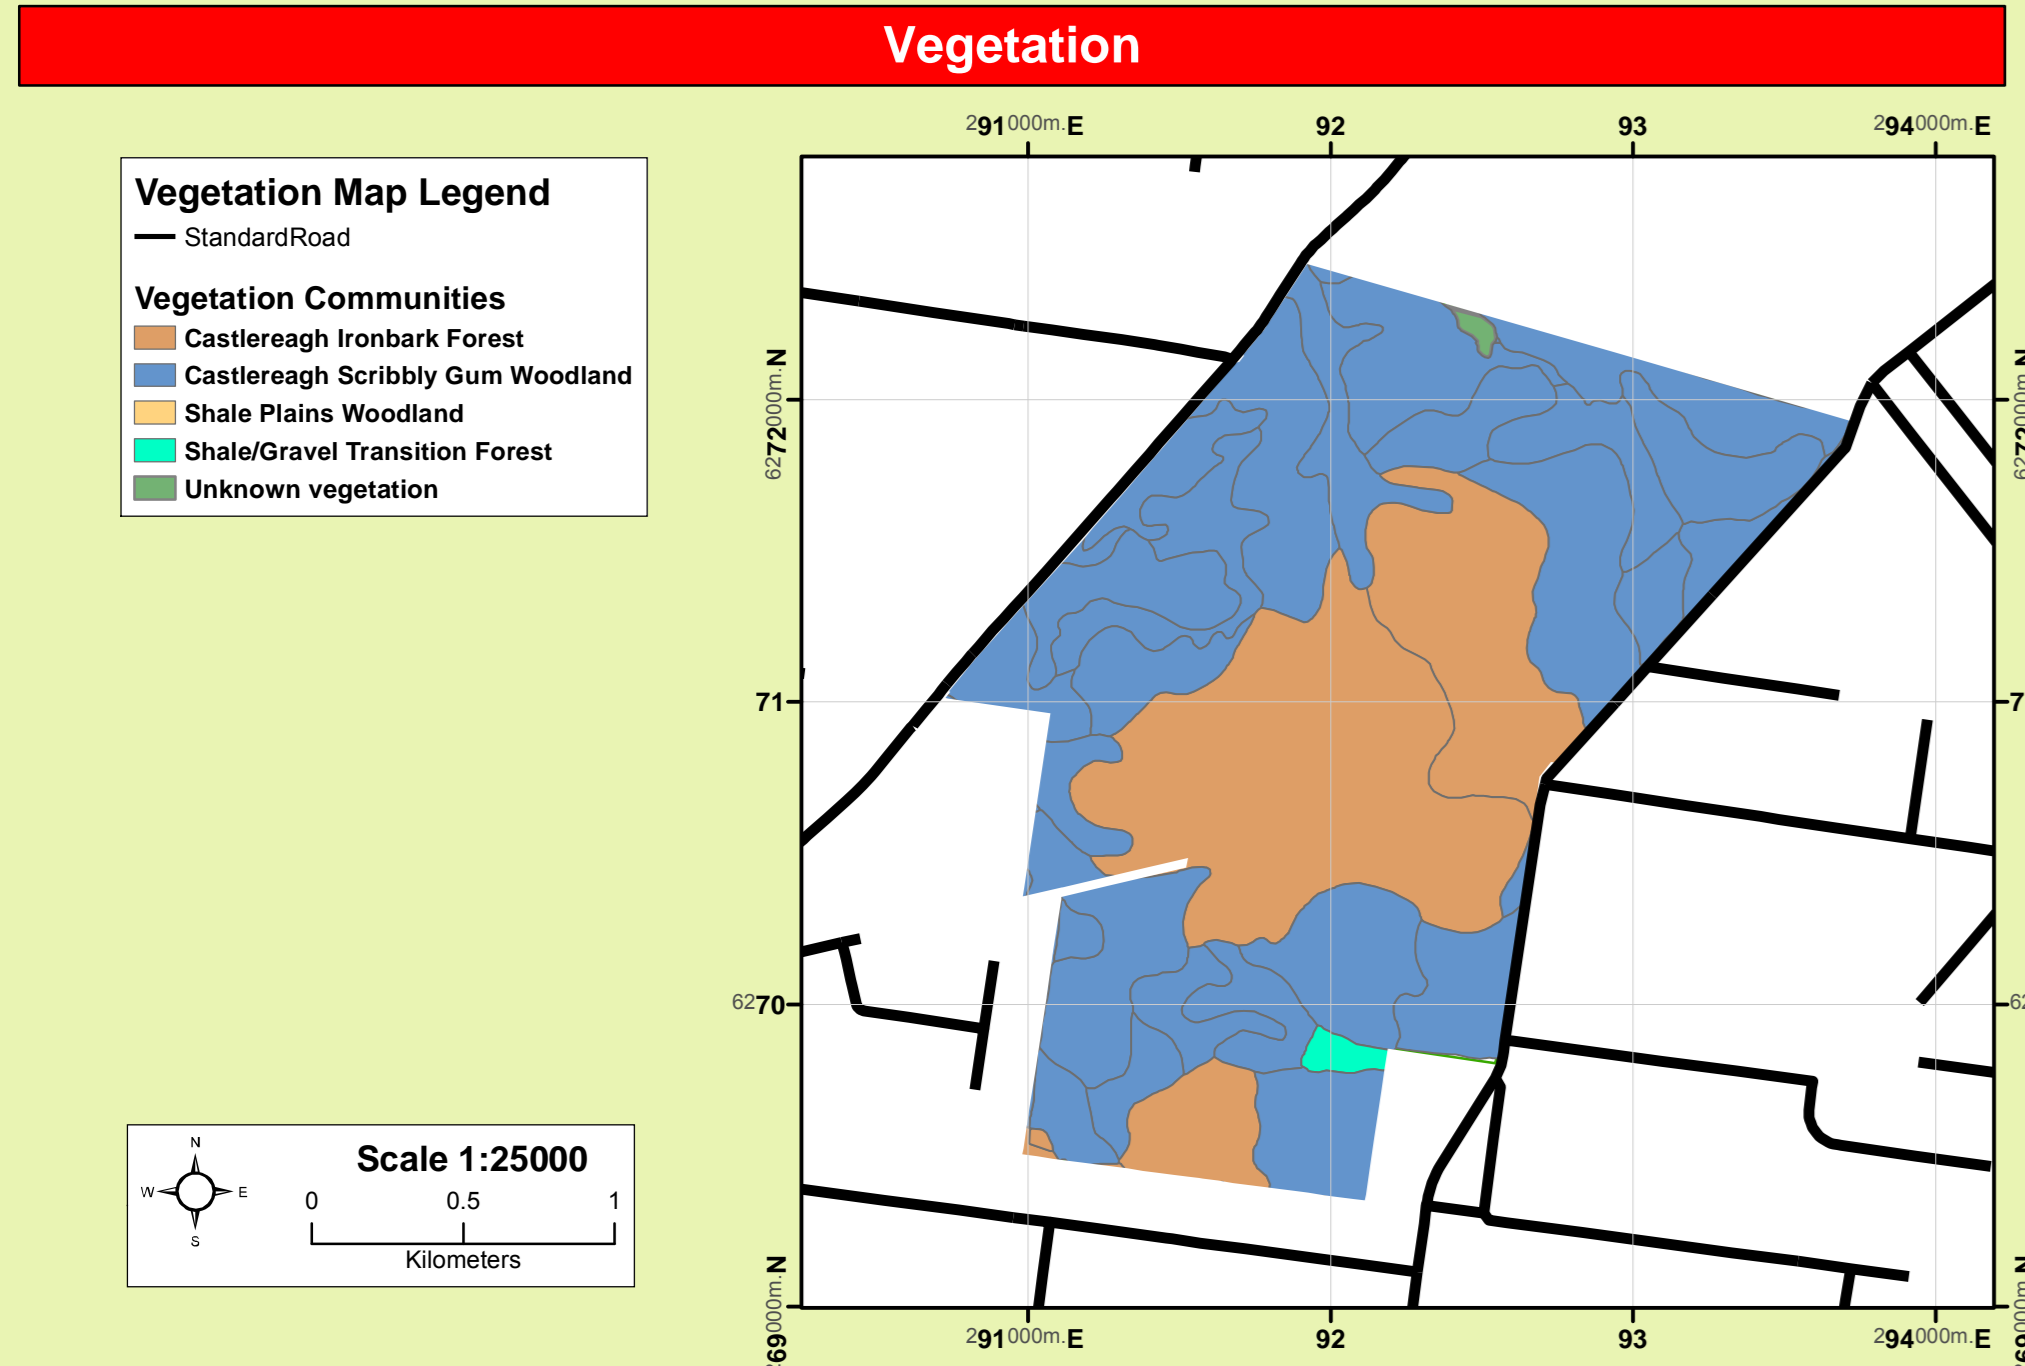 Vegetation
291000m.E 92 93 294000m.E
Vegetation Map Legend
StandardRoad
Vegetation Communities
Castlereagh Ironbark Forest
Castlereagh Scribbly Gum Woodland
Shale Plains Woodland
Shale/Gravel Transition Forest
Unknown vegetation
6272000m.N
71
6270
69000m.N
N
W E
S
Scale 1:25000
0 0.5 1
Kilometers
291000m.E 92 93 294000m.E